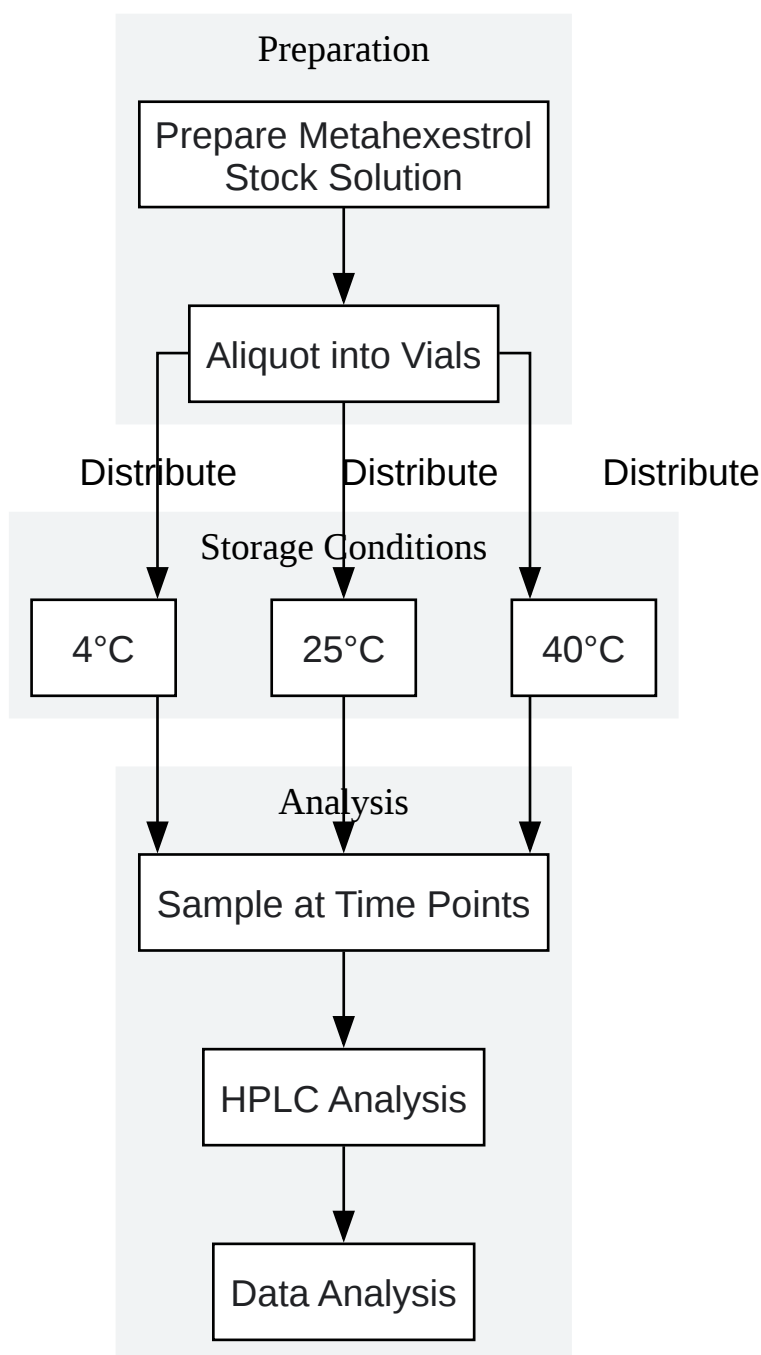 Preparation
Prepare Metahexestrol
Stock Solution
Aliquot into Vials
Distribute Distribute Distribute
Storage Conditions
4°C 25°C 40°C
Analysis
Sample at Time Points
HPLC Analysis
Data Analysis